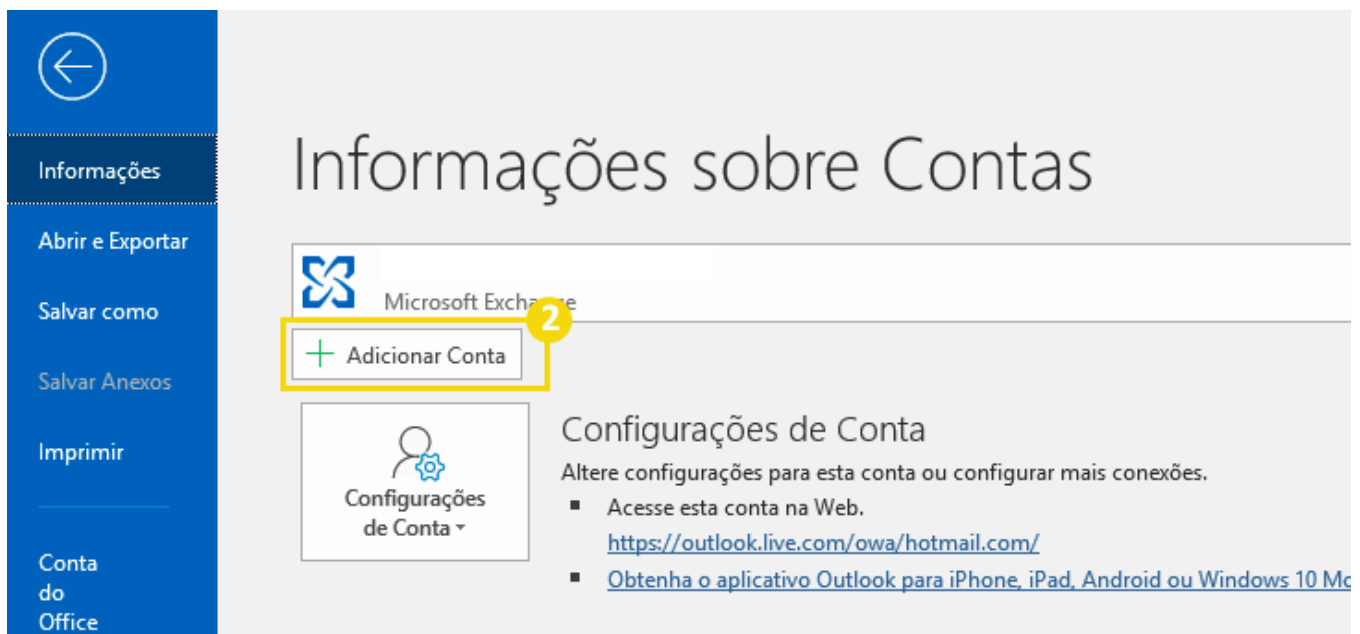 Informações
Abrir e Exportar
Salvar como
Salvar Anexos
Imprimir
Conta
do
Office
Informações sobre Contas
Microsoft
2
Adicionar Conta
Configurações
de Conta
Configurações de Conta
Altere configurações para esta conta ou configurar mais conexões.
Acesse esta conta na Web.
https://outlook.live.com/owa/hotmail.com/
Obtenha o aplicativo Outlook para iPhone, iPad, Android ou Windows 10